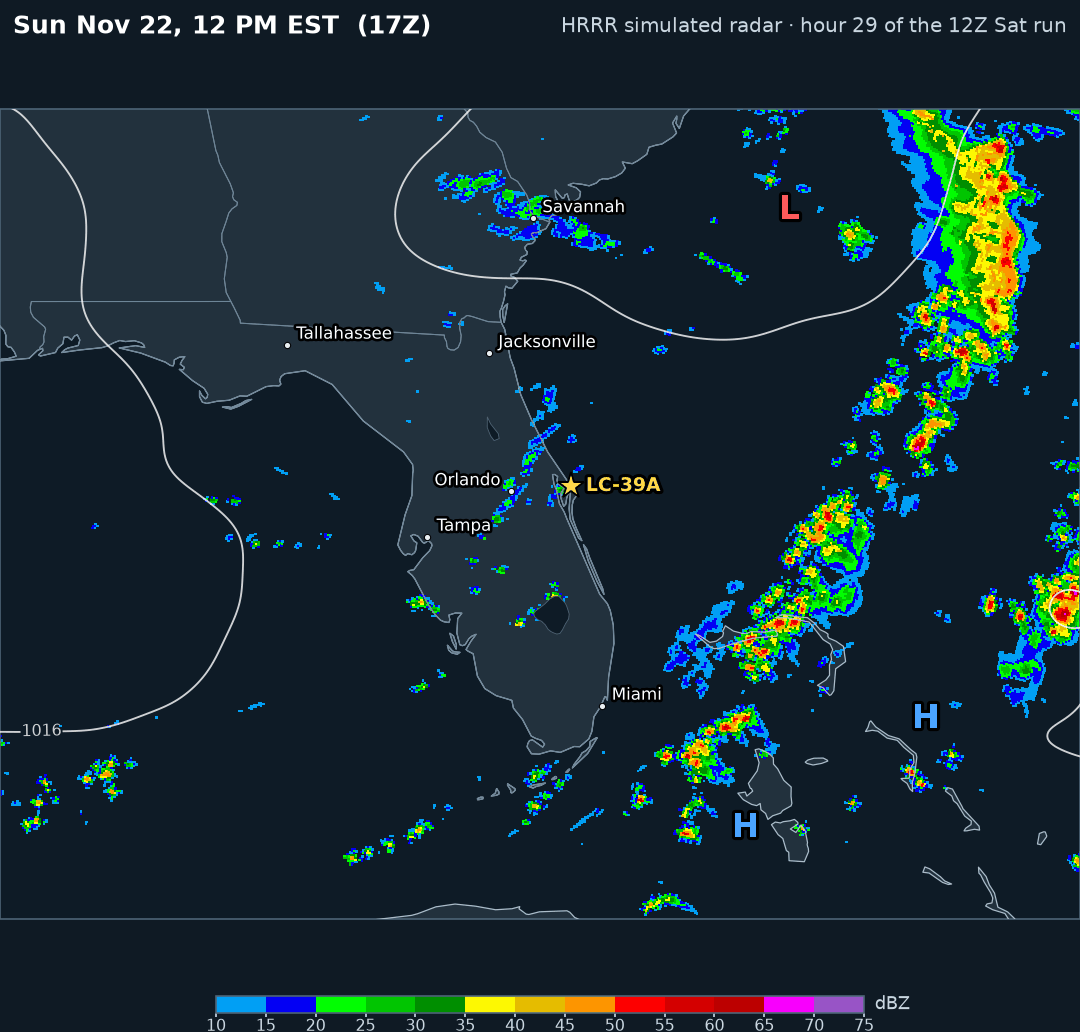 Sun Nov 22, 12 PM EST (17Z)
HRRR simulated radar · hour 29 of the 12Z Sat run
Savannah
L
Tallahassee
Jacksonville
Orlando
LC-39A
Tampa
Miami
H
1016
H
dBZ
10 15 20 25 30 35 40 45 50 55 60 65 70 75